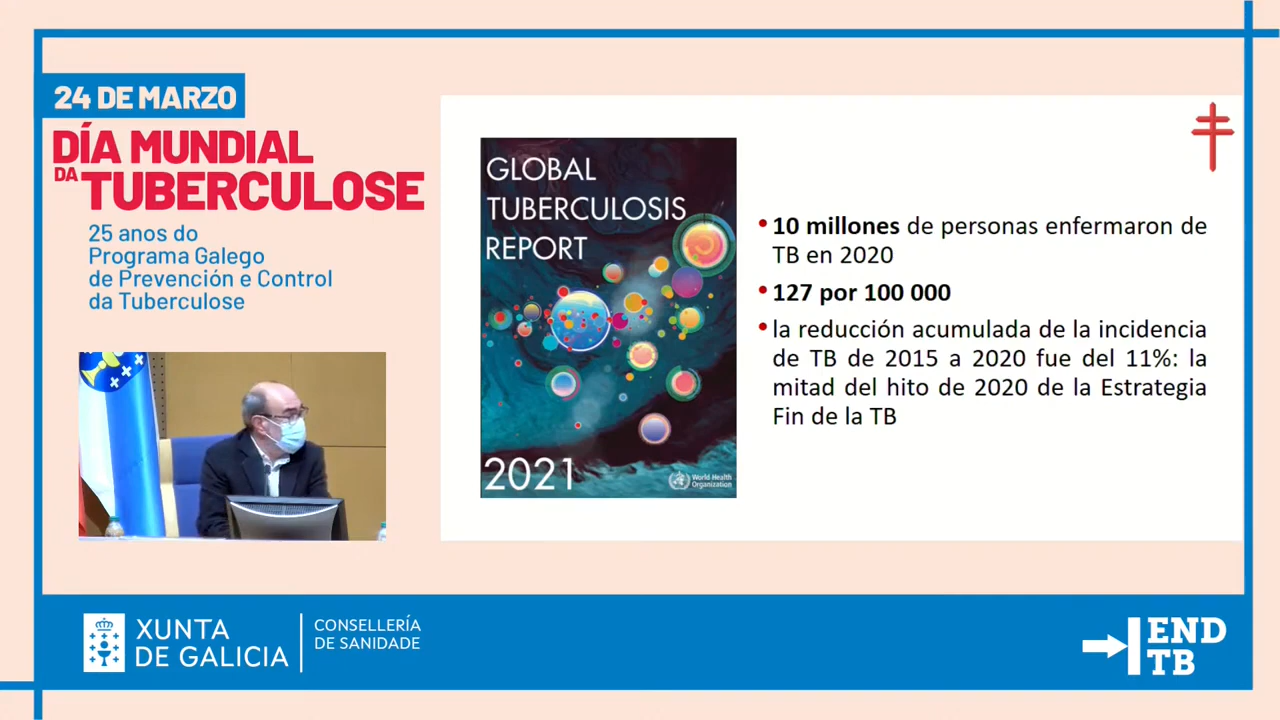 24 DE MARZO
DÍA MUNDIAL
DA TUBERCULOSE
25 anos do
Programa Galego
de Prevención e Control
da Tuberculose
GLOBAL
TUBERCULOSIS
REPORT
2021
World Health
Organization
• 10 millones de personas enfermaron de
TB en 2020
• 127 por 100 000
• la reducción acumulada de la incidencia
de TB de 2015 a 2020 fue del 11%: la
mitad del hito de 2020 de la Estrategia
Fin de la TB
XUNTA
DE GALICIA
CONSELLERÍA
DE SANIDADE
END
TB